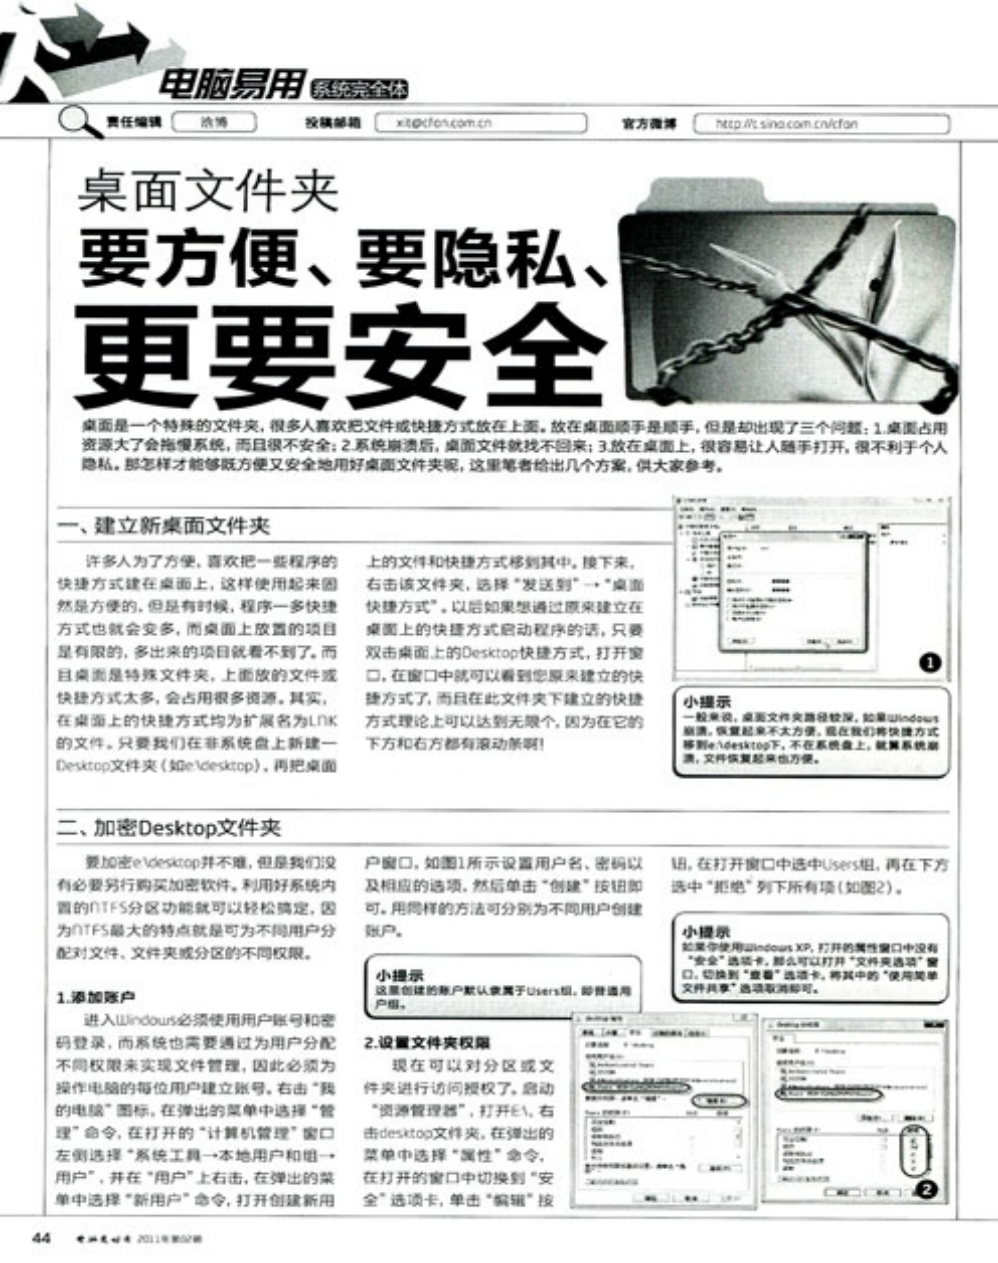 电脑易用 系统完全体
责任编辑
投稿邮箱 xit@cfan.com.cn
官方微博 http://t.sina.com.cn/cfan
桌面文件夹
要方便、要隐私、
更要安全
桌面是一个特殊的文件夹，很多人喜欢把文件或快捷方式放在上面。放在桌面顺手是顺手，但是却出现了三个问题：1.桌面占用
资源大了会拖慢系统，而且很不安全；2.系统崩溃后，桌面文件就找不回来；3.放在桌面上，很容易让人随手打开，很不利于个人
隐私。那怎样才能够既方便又安全地用好桌面文件夹呢，这里笔者给出几个方案，供大家参考。
一、建立新桌面文件夹
许多人为了方便，喜欢把一些程序的
快捷方式建在桌面上，这样使用起来固
然是方便的，但是有时候，程序一多快捷
方式也就会变多，而桌面上放置的项目
是有限的，多出来的项目就看不到了。而
且桌面是特殊文件夹，上面放的文件或
快捷方式太多，会占用很多资源。其实，
在桌面上的快捷方式均为扩展名为LNK
的文件。只要我们在非系统盘上新建一
Desktop文件夹（如e:\desktop），再把桌面
上的文件和快捷方式移到其中。接下来，
右击该文件夹，选择“发送到”→“桌面
快捷方式”。以后如果想通过原来建立在
桌面上的快捷方式启动程序的话，只要
双击桌面上的Desktop快捷方式，打开窗
口，在窗口中就可以看到您原来建立的快
捷方式了，而且在此文件夹下建立的快捷
方式理论上可以达到无限个，因为在它的
下方和右方都有滚动条啊！
1
小提示
一般来说，桌面文件夹路径较深，如果Windows
崩溃，恢复起来不太方便，现在我们将快捷方式
移到e:\desktop下，不在系统盘上，就算系统崩
溃，文件恢复起来也方便。
二、加密Desktop文件夹
要加密e:\desktop并不难，但是我们没
有必要另行购买加密软件。利用好系统内
置的NTFS分区功能就可以轻松搞定，因
为NTFS最大的特点就是可为不同用户分
配对文件、文件夹或分区的不同权限。
1.添加账户
进入Windows必须使用用户账号和密
码登录，而系统也需要通过为用户分配
不同权限来实现文件管理，因此必须为
操作电脑的每位用户建立账号。右击“我
的电脑”图标，在弹出的菜单中选择“管
理”命令，在打开的“计算机管理”窗口
左侧选择“系统工具→本地用户和组→
用户”，并在“用户”上右击，在弹出的菜
单中选择“新用户”命令，打开创建新用
户窗口，如图1所示设置用户名、密码以
及相应的选项，然后单击“创建”按钮即
可。用同样的方法可分别为不同用户创建
账户。
小提示
这里创建的账户默认隶属于Users组，即普通用
户组。
2.设置文件夹权限
现在可以对分区或文
件夹进行访问授权了。启动
“资源管理器”，打开E:\，右
击desktop文件夹，在弹出的
菜单中选择“属性”命令，
在打开的窗口中切换到“安
全”选项卡，单击“编辑”按
钮，在打开窗口中选中Users组，再在下方
选中“拒绝”列下所有项（如图2）。
小提示
如果你使用Windows XP，打开的属性窗口中没有
“安全”选项卡，那么可以打开“文件夹选项”窗
口，切换到“查看”选项卡，将其中的“使用简单
文件共享”选项取消即可。
2
44 电脑爱好者 2011年第02期